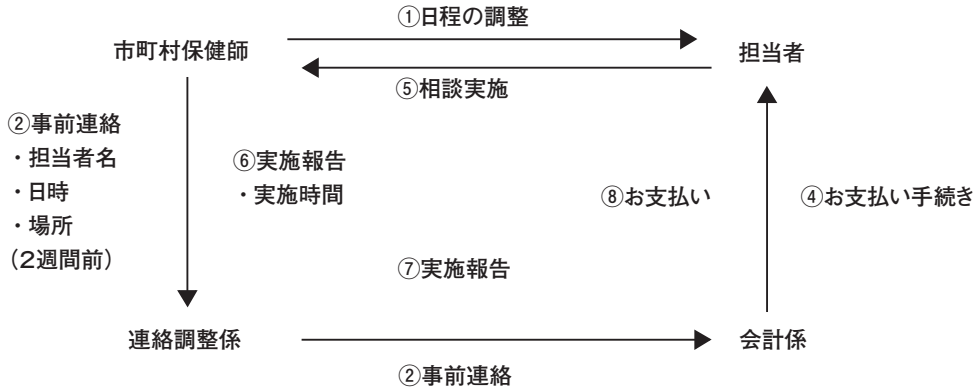 ①日程の調整
市町村保健師
担当者
⑤相談実施
②事前連絡
・担当者名
・日時
・場所
(2週間前)
⑥実施報告
・実施時間
⑧お支払い
④お支払い手続き
⑦実施報告
連絡調整係
会計係
②事前連絡